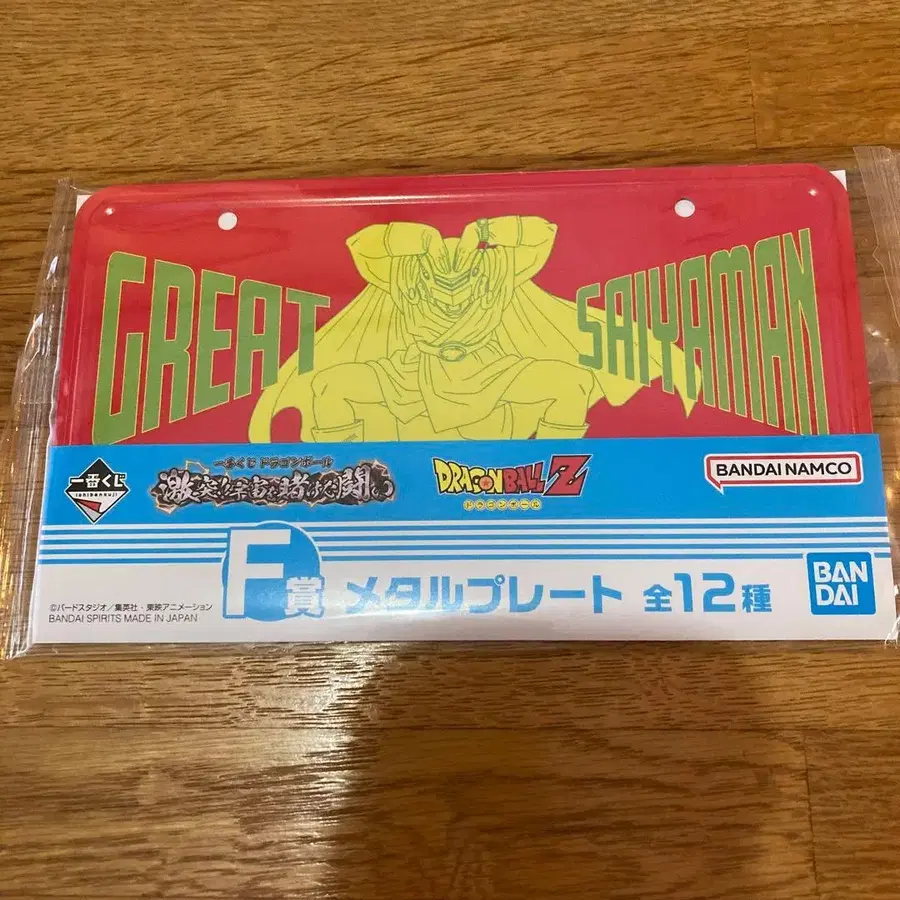 GREAT SAIYAMAN
一番くじ
ichiban KUJI
一番くじ ドラゴンボール
激突!!宇宙を賭けた闘い
DRAGON BALL Z
ドラゴンボール
BANDAI NAMCO
F賞 メタルプレート 全12種
BAN
DAI
©バードスタジオ/集英社・東映アニメーション
BANDAI SPIRITS MADE IN JAPAN